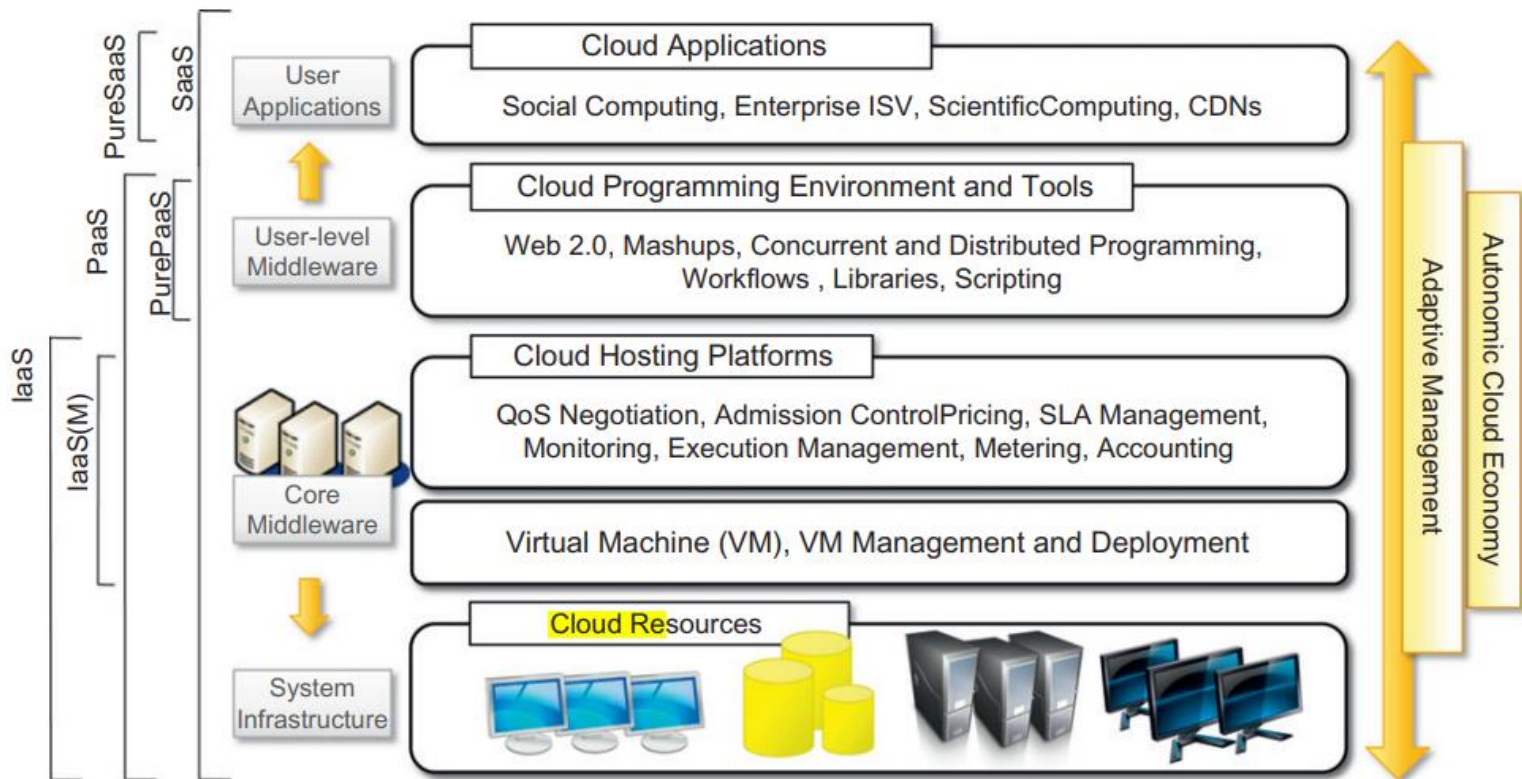 PureSaaS
SaaS
User
Applications
Cloud Applications
Social Computing, Enterprise ISV, ScientificComputing, CDNs
PaaS
PurePaaS
User-level
Middleware
Cloud Programming Environment and Tools
Web 2.0, Mashups, Concurrent and Distributed Programming,
Workflows , Libraries, Scripting
IaaS
IaaS(M)
Core
Middleware
Cloud Hosting Platforms
QoS Negotiation, Admission ControlPricing, SLA Management,
Monitoring, Execution Management, Metering, Accounting
Virtual Machine (VM), VM Management and Deployment
System
Infrastructure
Cloud Resources
Adaptive Management
Autonomic Cloud Economy